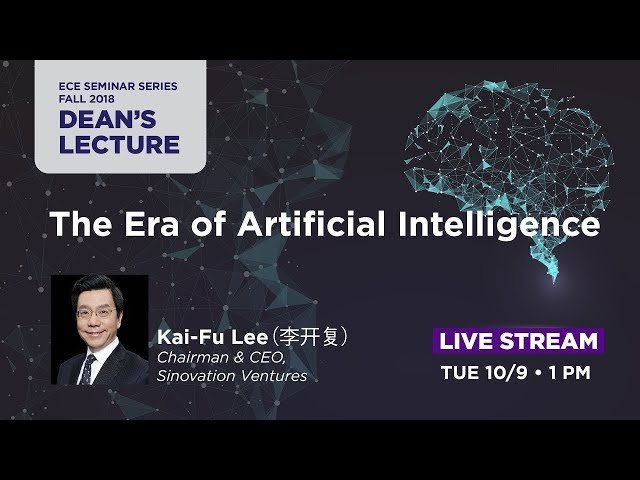 ECE SEMINAR SERIES
FALL 2018
DEAN'S
LECTURE
The Era of Artificial Intelligence
Kai-Fu Lee (李开复)
Chairman & CEO,
Sinovation Ventures
LIVE STREAM
TUE 10/9 • 1 PM